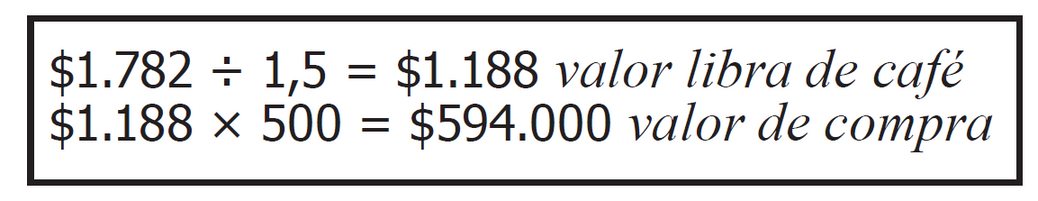 $1.782 ÷ 1,5 = $1.188 valor libra de café
$1.188 × 500 = $594.000 valor de compra